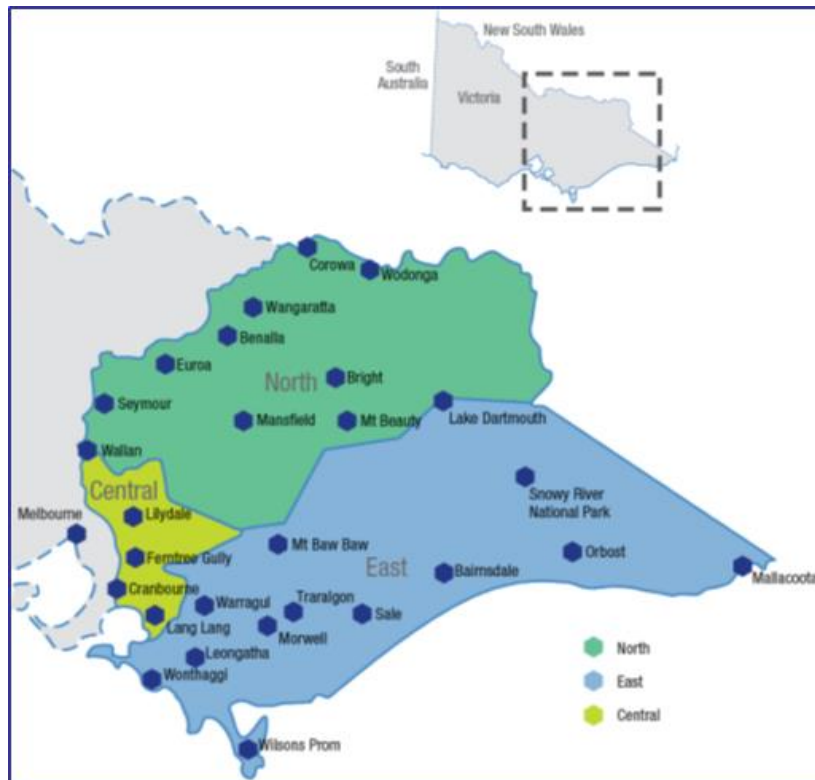 New South Wales
South
Australia
Victoria
Corowa
Wodonga
Wangaratta
Benalla
Euroa
North
Bright
Seymour
Mansfield
Mt Beauty
Lake Dartmouth
Wallan
Central
Melbourne
Lilydale
Snowy River
National Park
Mt Baw Baw
Orbost
Ferntree Gully
East
Bairnsdale
Mallacoota
Cranbourne
Warragul
Traralgon
Sale
Lang Lang
Morwell
Leongatha
Wonthaggi
Wilsons Prom
North
East
Central